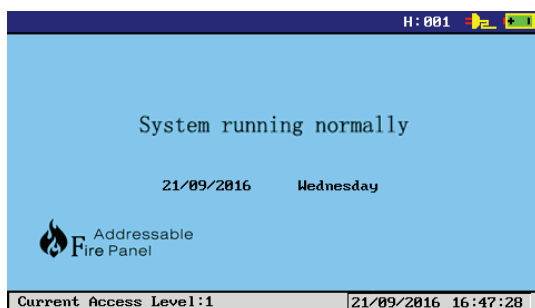 H:001
System running normally
21/09/2016 Wednesday
Addressable
Fire Panel
Current Access Level:1 21/09/2016 16:47:28